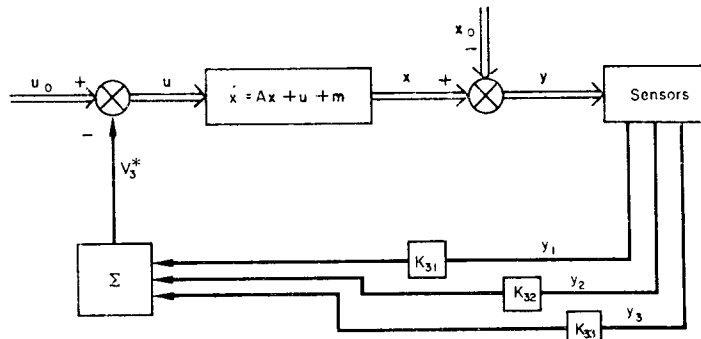 x₀
−
u₀ + u ẋ = Ax + u + m x + y Sensors
−
V₃*
y₁
K₃₁
Σ
K₃₂ y₂
K₃₃ y₃